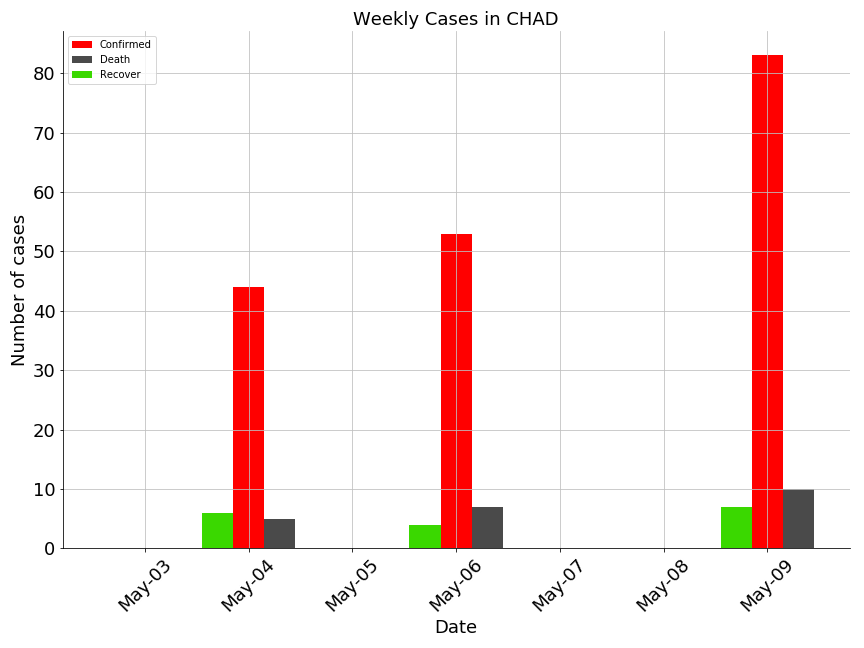 Weekly Cases in CHAD
Confirmed
Death
Recover
Number of cases
80
70
60
50
40
30
20
10
0
May-03
May-04
May-05
May-06
May-07
May-08
May-09
Date